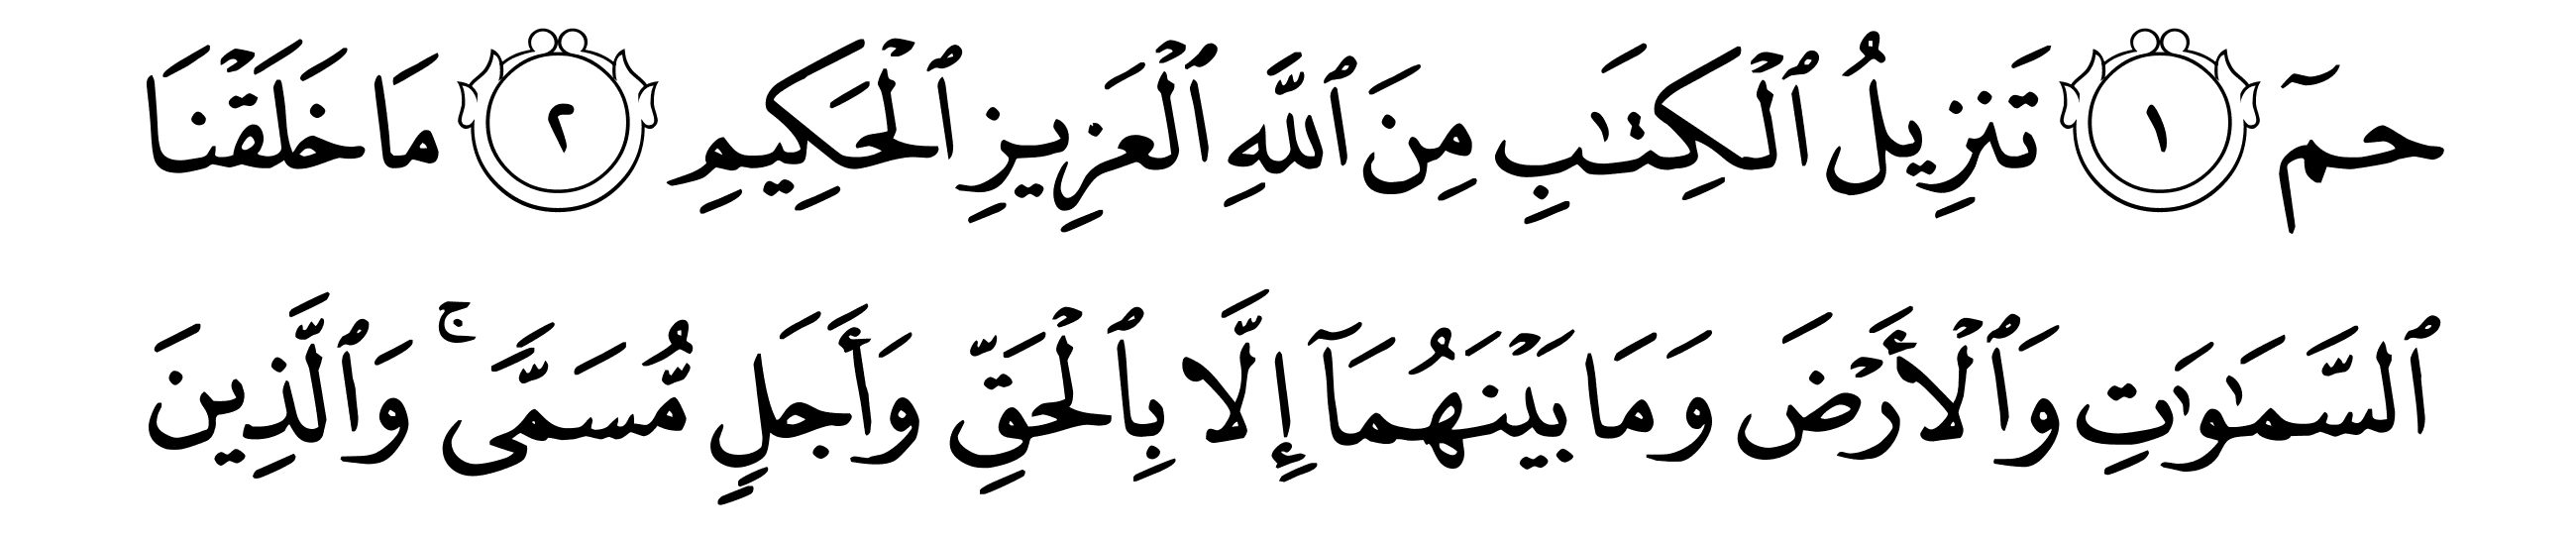 حمٓ ١ تَنزِيلُ ٱلْكِتَٰبِ مِنَ ٱللَّهِ ٱلْعَزِيزِ ٱلْحَكِيمِ ٢ مَا خَلَقْنَا
ٱلسَّمَٰوَٰتِ وَٱلْأَرْضَ وَمَا بَيْنَهُمَآ إِلَّا بِٱلْحَقِّ وَأَجَلٍ مُّسَمًّى ۚ وَٱلَّذِينَ